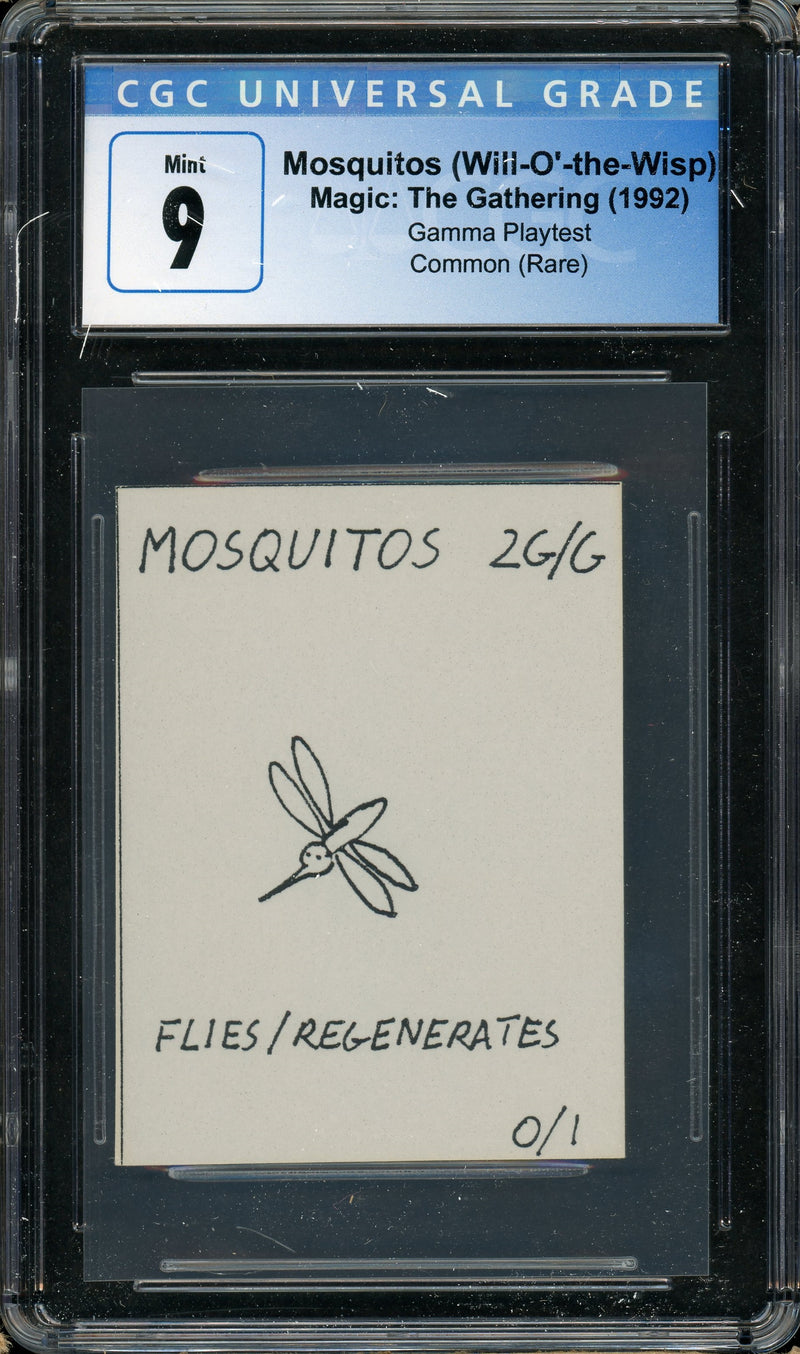 CGC UNIVERSAL GRADE
Mint
9
Mosquitos (Will-O'-the-Wisp)
Magic: The Gathering (1992)
Gamma Playtest
Common (Rare)
MOSQUITOS 2G/G
FLIES/REGENERATES
0/1